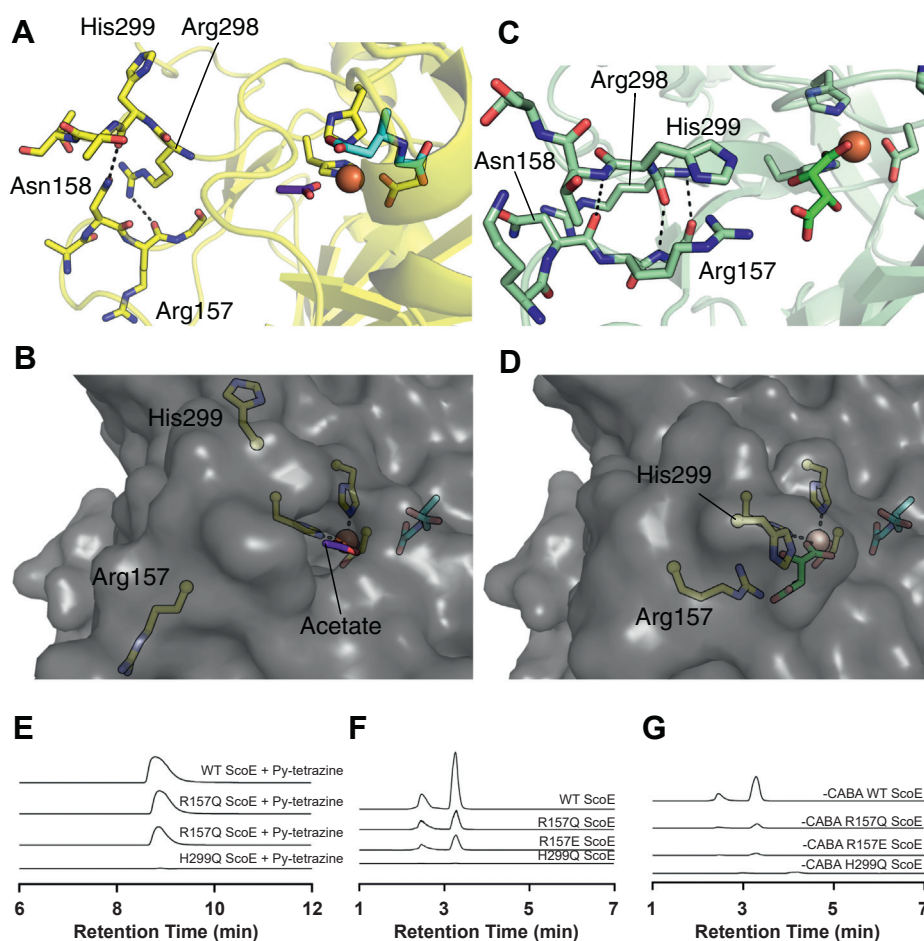 A
His299
Arg298
Asn158
Arg157
C
Arg298
His299
Asn158
Arg157
B
His299
Arg157
Acetate
D
His299
Arg157
E
WT ScoE + Py-tetrazine
R157Q ScoE + Py-tetrazine
R157Q ScoE + Py-tetrazine
H299Q ScoE + Py-tetrazine
6 8 10 12
Retention Time (min)
F
WT ScoE
R157Q ScoE
R157E ScoE
H299Q ScoE
1 3 5 7
Retention Time (min)
G
-CABA WT ScoE
-CABA R157Q ScoE
-CABA R157E ScoE
-CABA H299Q ScoE
1 3 5 7
Retention Time (min)